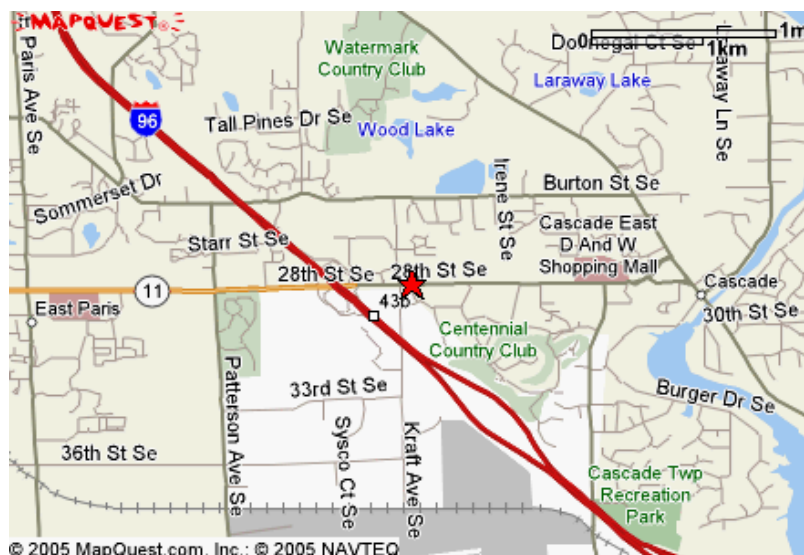 MAPQUEST
Paris Ave Se
96
Tall Pines Dr Se
Watermark
Country Club
Wood Lake
Donegal Ct Se
0
1m
1km
Laraway Lake
Laraway Ln Se
Sommerset Dr
Irene St Se
Burton St Se
Starr St Se
28th St Se
28th St Se
Cascade East
D And W
Shopping Mall
Cascade
11
East Paris
43b
30th St Se
Centennial
Country Club
Patterson Ave Se
33rd St Se
Burger Dr Se
36th St Se
Sysco Ct Se
Kraft Ave Se
Cascade Twp
Recreation
Park
© 2005 MapQuest.com, Inc.; © 2005 NAVTEQ